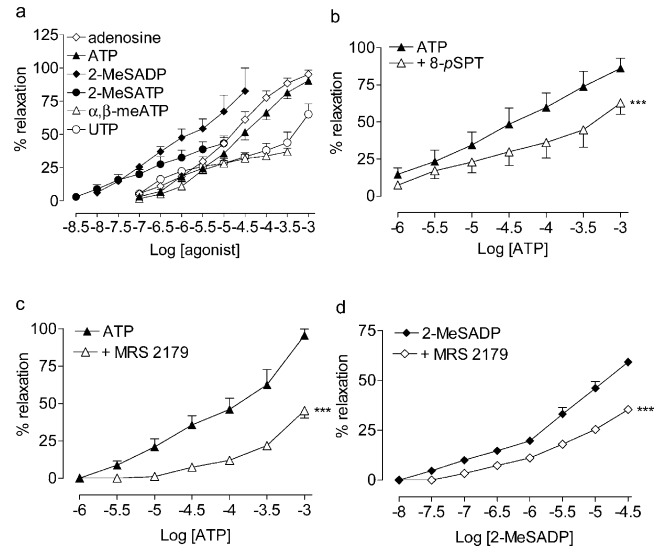 a
% relaxation
125
100
75
50
25
0
adenosine
ATP
2-MeSADP
2-MeSATP
α,β-meATP
UTP
-8.5 -8 -7.5 -7 -6.5 -6 -5.5 -5 -4.5 -4 -3.5 -3
Log [agonist]
b
% relaxation
100
75
50
25
0
ATP
+ 8-pSPT
***
-6 -5.5 -5 -4.5 -4 -3.5 -3
Log [ATP]
c
% relaxation
100
75
50
25
0
ATP
+ MRS 2179
***
-6 -5.5 -5 -4.5 -4 -3.5 -3
Log [ATP]
d
% relaxation
75
50
25
0
2-MeSADP
+ MRS 2179
***
-8 -7.5 -7 -6.5 -6 -5.5 -5 -4.5
Log [2-MeSADP]